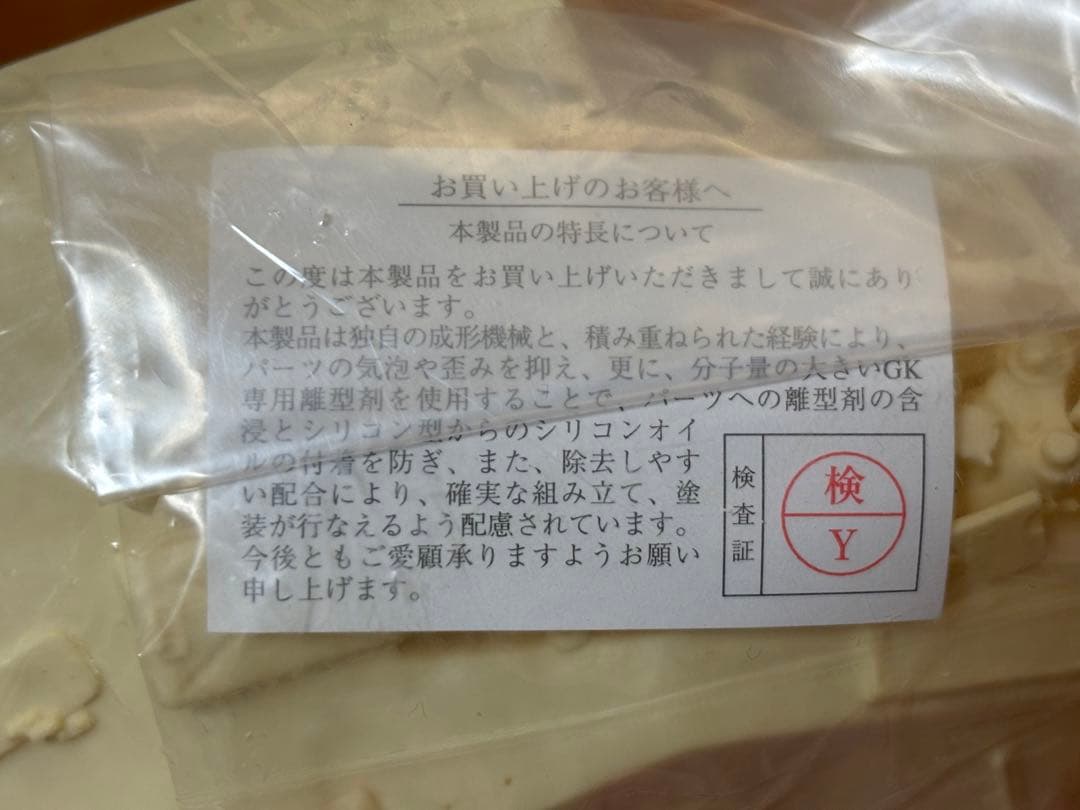 お買い上げのお客様へ
本製品の特長について
この度は本製品をお買い上げいただきまして誠にあり
がとうございます。
本製品は独自の成形機械と、積み重ねられた経験により、
パーツの気泡や歪みを抑え、更に、分子量の大きいGK
専用離型剤を使用することで、パーツへの離型剤の含
浸とシリコン型からのシリコンオイ
ルの付着を防ぎ、また、除去しやす
い配合により、確実な組み立て、塗
装が行なえるよう配慮されています。
今後ともご愛顧承りますようお願い
申し上げます。
検査証
検
Y